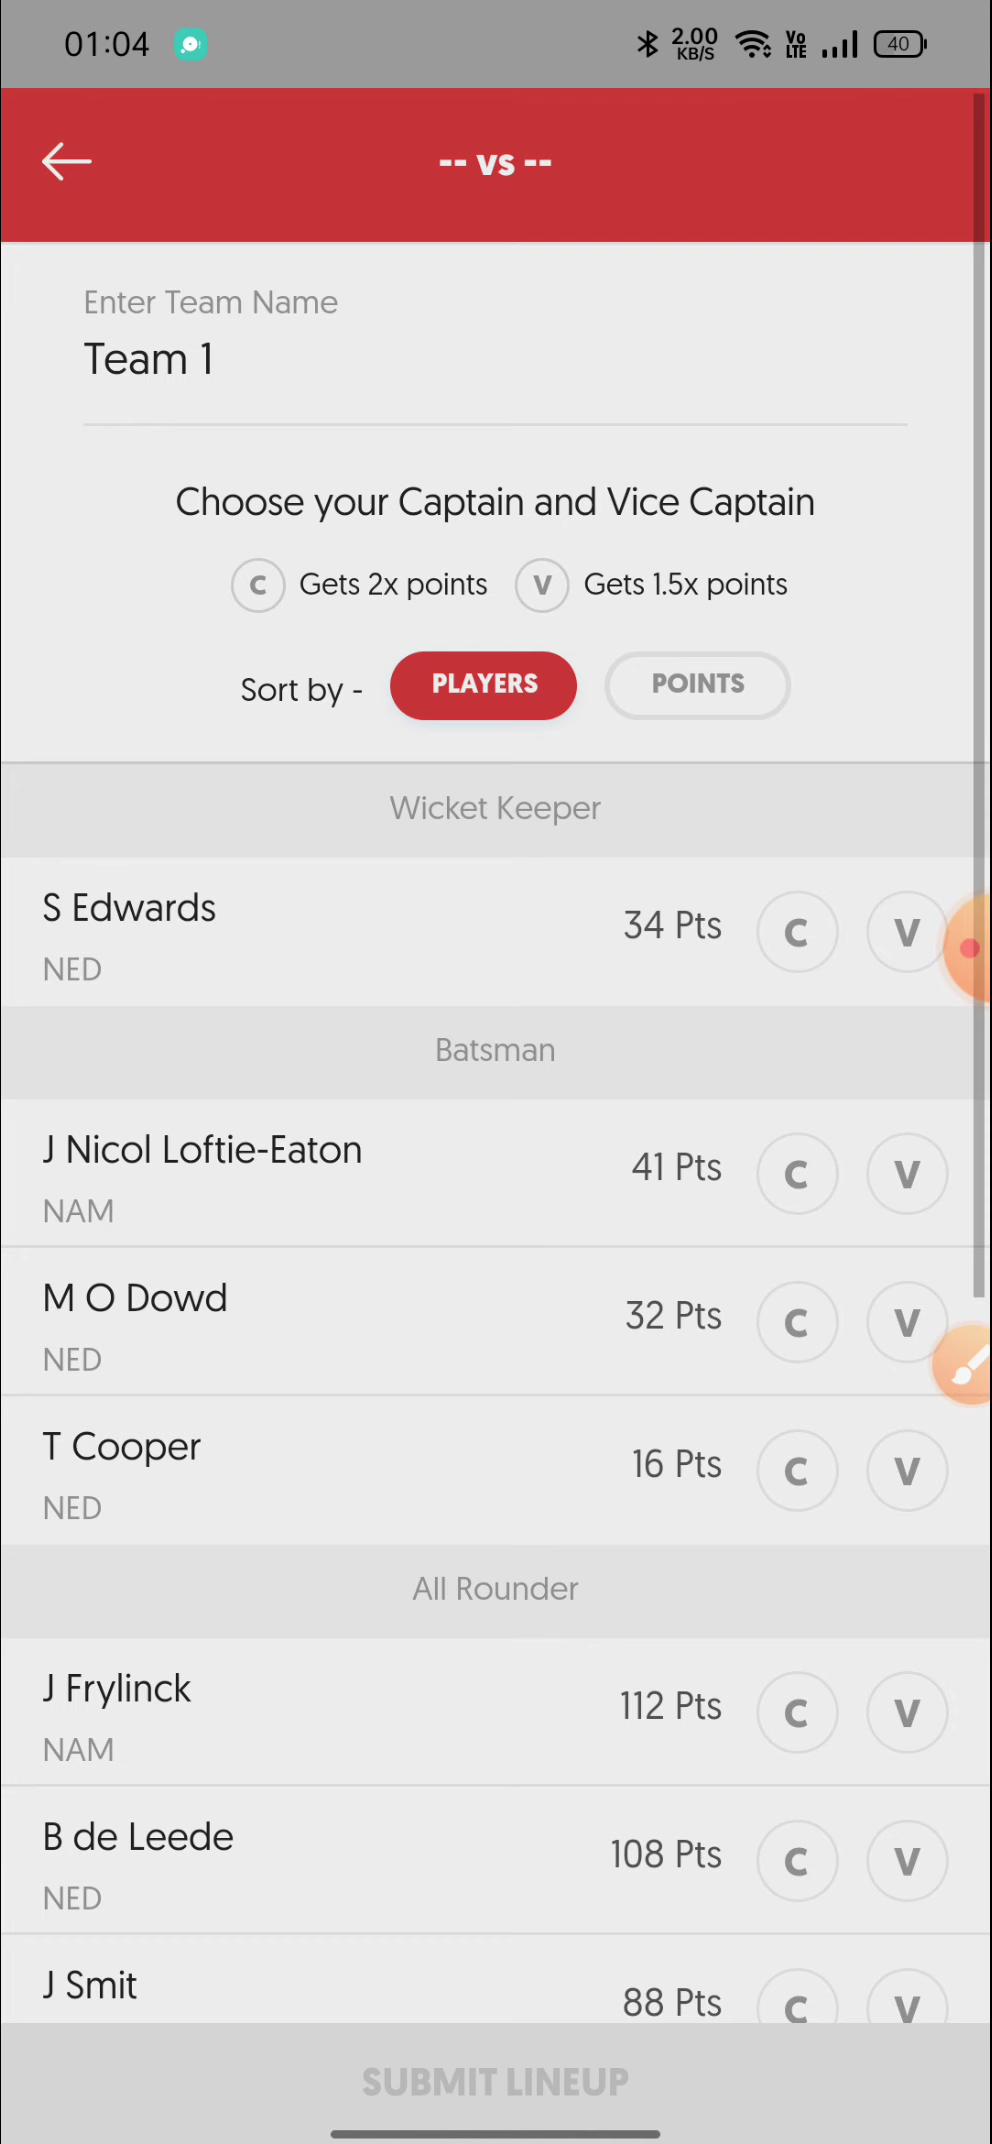 01:04 2.00 KB/S Vo LTE 40
-- vs --
Enter Team Name
Team 1
Choose your Captain and Vice Captain
C Gets 2x points V Gets 1.5x points
Sort by - PLAYERS POINTS
Wicket Keeper
S Edwards 34 Pts C V
NED
Batsman
J Nicol Loftie-Eaton 41 Pts C V
NAM
M O Dowd 32 Pts C V
NED
T Cooper 16 Pts C V
NED
All Rounder
J Frylinck 112 Pts C V
NAM
B de Leede 108 Pts C V
NED
J Smit 88 Pts C V
SUBMIT LINEUP